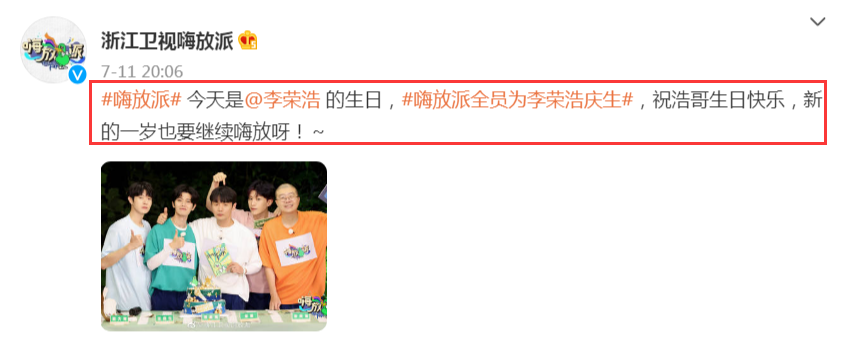 浙江卫视嗨放派
7-11 20:06
#嗨放派# 今天是@李荣浩 的生日，#嗨放派全员为李荣浩庆生#，祝浩哥生日快乐，新
的一岁也要继续嗨放呀！~
嗨放派